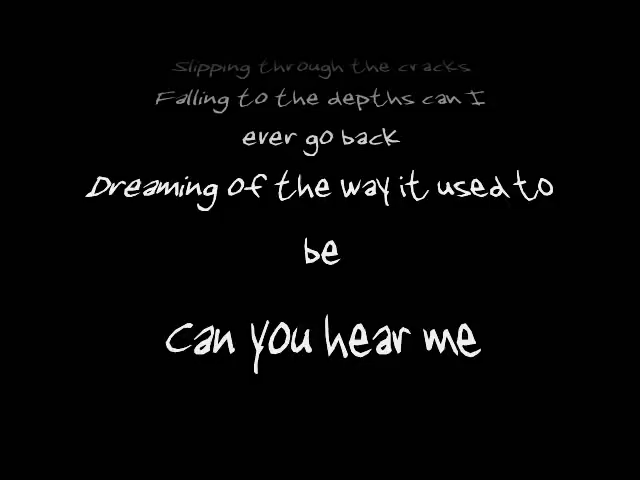 Slipping through the cracks
Falling to the depths can I
ever go back
Dreaming of the way it used to
be
Can you hear me